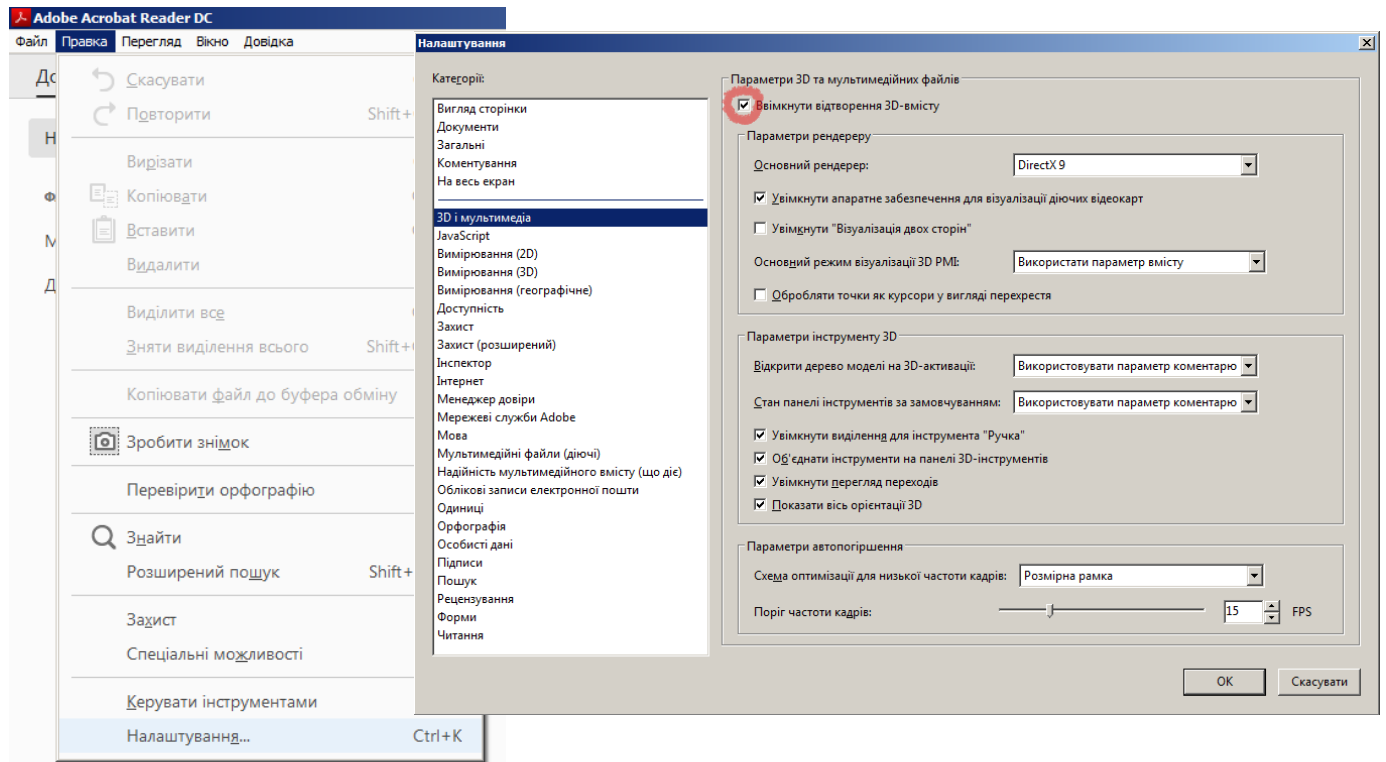 Adobe Acrobat Reader DC
Файл Правка Перегляд Вікно Довідка
Скасувати
Повторити Shift+
Вирізати
Копіювати
Вставити
Видалити
Виділити все
Зняти виділення всього Shift+
Копіювати файл до буфера обміну
Зробити знімок
Перевірити орфографію
Знайти
Розширений пошук Shift+
Захист
Спеціальні можливості
Керувати інструментами
Налаштування... Ctrl+K
Налаштування
Категорії:
Вигляд сторінки
Документи
Загальні
Коментування
На весь екран
3D і мультимедіа
JavaScript
Вимірювання (2D)
Вимірювання (3D)
Вимірювання (географічне)
Доступність
Захист
Захист (розширений)
Інспектор
Інтернет
Менеджер довіри
Мережеві служби Adobe
Мова
Мультимедійні файли (діючі)
Надійність мультимедійного вмісту (що діє)
Облікові записи електронної пошти
Одиниці
Орфографія
Особисті дані
Підписи
Пошук
Рецензування
Форми
Читання
Параметри 3D та мультимедійних файлів
Ввімкнути відтворення 3D-вмісту
Параметри рендереру
Основний рендерер: DirectX 9
Увімкнути апаратне забезпечення для візуалізації діючих відеокарт
Увімкнути "Візуалізація двох сторін"
Основний режим візуалізації 3D PMI: Використати параметр вмісту
Обробляти точки як курсори у вигляді перехрестя
Параметри інструменту 3D
Відкрити дерево моделі на 3D-активації: Використовувати параметр коментарю
Стан панелі інструментів за замовчуванням: Використовувати параметр коментарю
Увімкнути виділення для інструмента "Ручка"
Об'єднати інструменти на панелі 3D-інструментів
Увімкнути перегляд переходів
Показати вісь орієнтації 3D
Параметри автопогіршення
Схема оптимізації для низької частоти кадрів: Розмірна рамка
Поріг частоти кадрів: 15 FPS
OK Скасувати